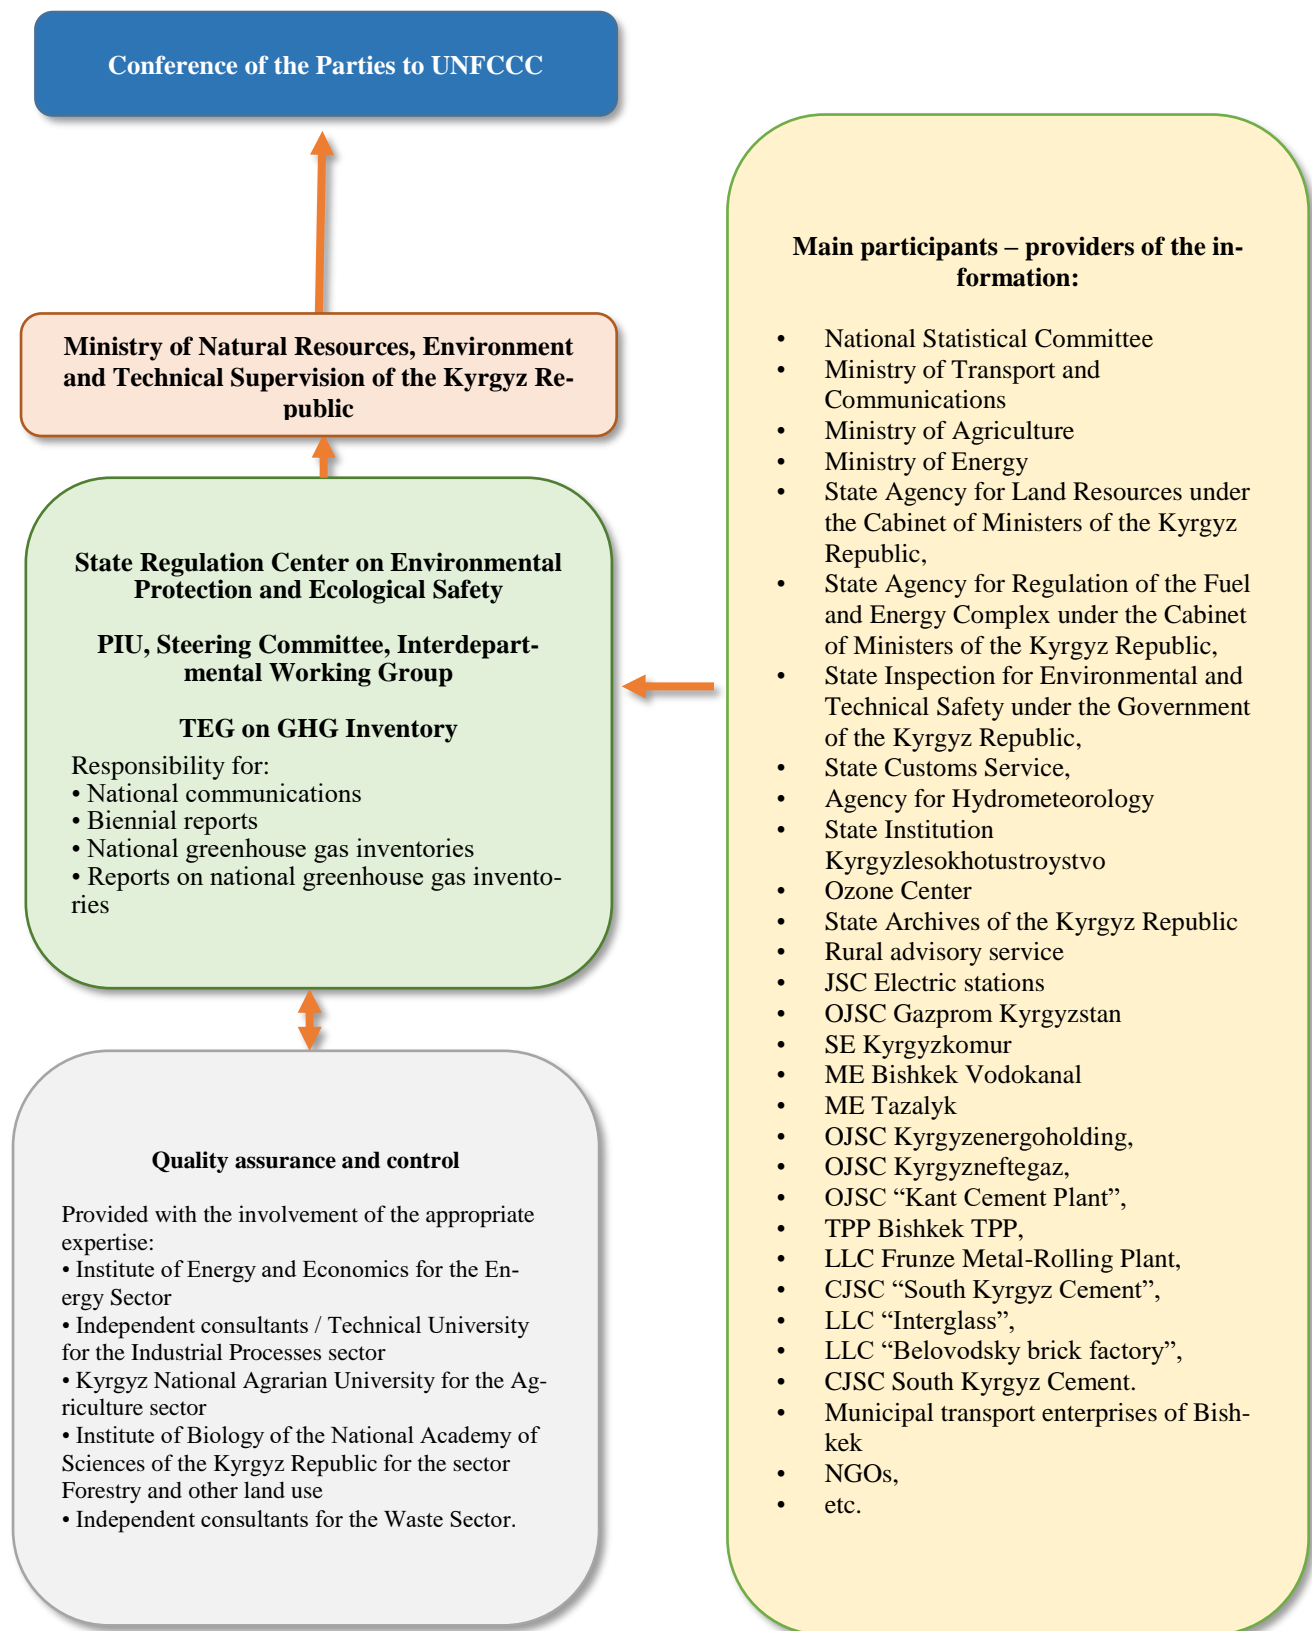 Conference of the Parties to UNFCCC
Ministry of Natural Resources, Environment
and Technical Supervision of the Kyrgyz Re-
public
State Regulation Center on Environmental
Protection and Ecological Safety
PIU, Steering Committee, Interdepart-
mental Working Group
TEG on GHG Inventory
Responsibility for:
• National communications
• Biennial reports
• National greenhouse gas inventories
• Reports on national greenhouse gas invento-
ries
Quality assurance and control
Provided with the involvement of the appropriate
expertise:
• Institute of Energy and Economics for the En-
ergy Sector
• Independent consultants / Technical University
for the Industrial Processes sector
• Kyrgyz National Agrarian University for the Ag-
riculture sector
• Institute of Biology of the National Academy of
Sciences of the Kyrgyz Republic for the sector
Forestry and other land use
• Independent consultants for the Waste Sector.
Main participants – providers of the in-
formation:
• National Statistical Committee
• Ministry of Transport and
Communications
• Ministry of Agriculture
• Ministry of Energy
• State Agency for Land Resources under
the Cabinet of Ministers of the Kyrgyz
Republic,
• State Agency for Regulation of the Fuel
and Energy Complex under the Cabinet
of Ministers of the Kyrgyz Republic,
• State Inspection for Environmental and
Technical Safety under the Government
of the Kyrgyz Republic,
• State Customs Service,
• Agency for Hydrometeorology
• State Institution
Kyrgyzlesokhotustroystvo
• Ozone Center
• State Archives of the Kyrgyz Republic
• Rural advisory service
• JSC Electric stations
• OJSC Gazprom Kyrgyzstan
• SE Kyrgyzkomur
• ME Bishkek Vodokanal
• ME Tazalyk
• OJSC Kyrgyzenergoholding,
• OJSC Kyrgyzneftegaz,
• OJSC “Kant Cement Plant”,
• TPP Bishkek TPP,
• LLC Frunze Metal-Rolling Plant,
• CJSC “South Kyrgyz Cement”,
• LLC “Interglass”,
• LLC “Belovodsky brick factory”,
• CJSC South Kyrgyz Cement.
• Municipal transport enterprises of Bish-
kek
• NGOs,
• etc.